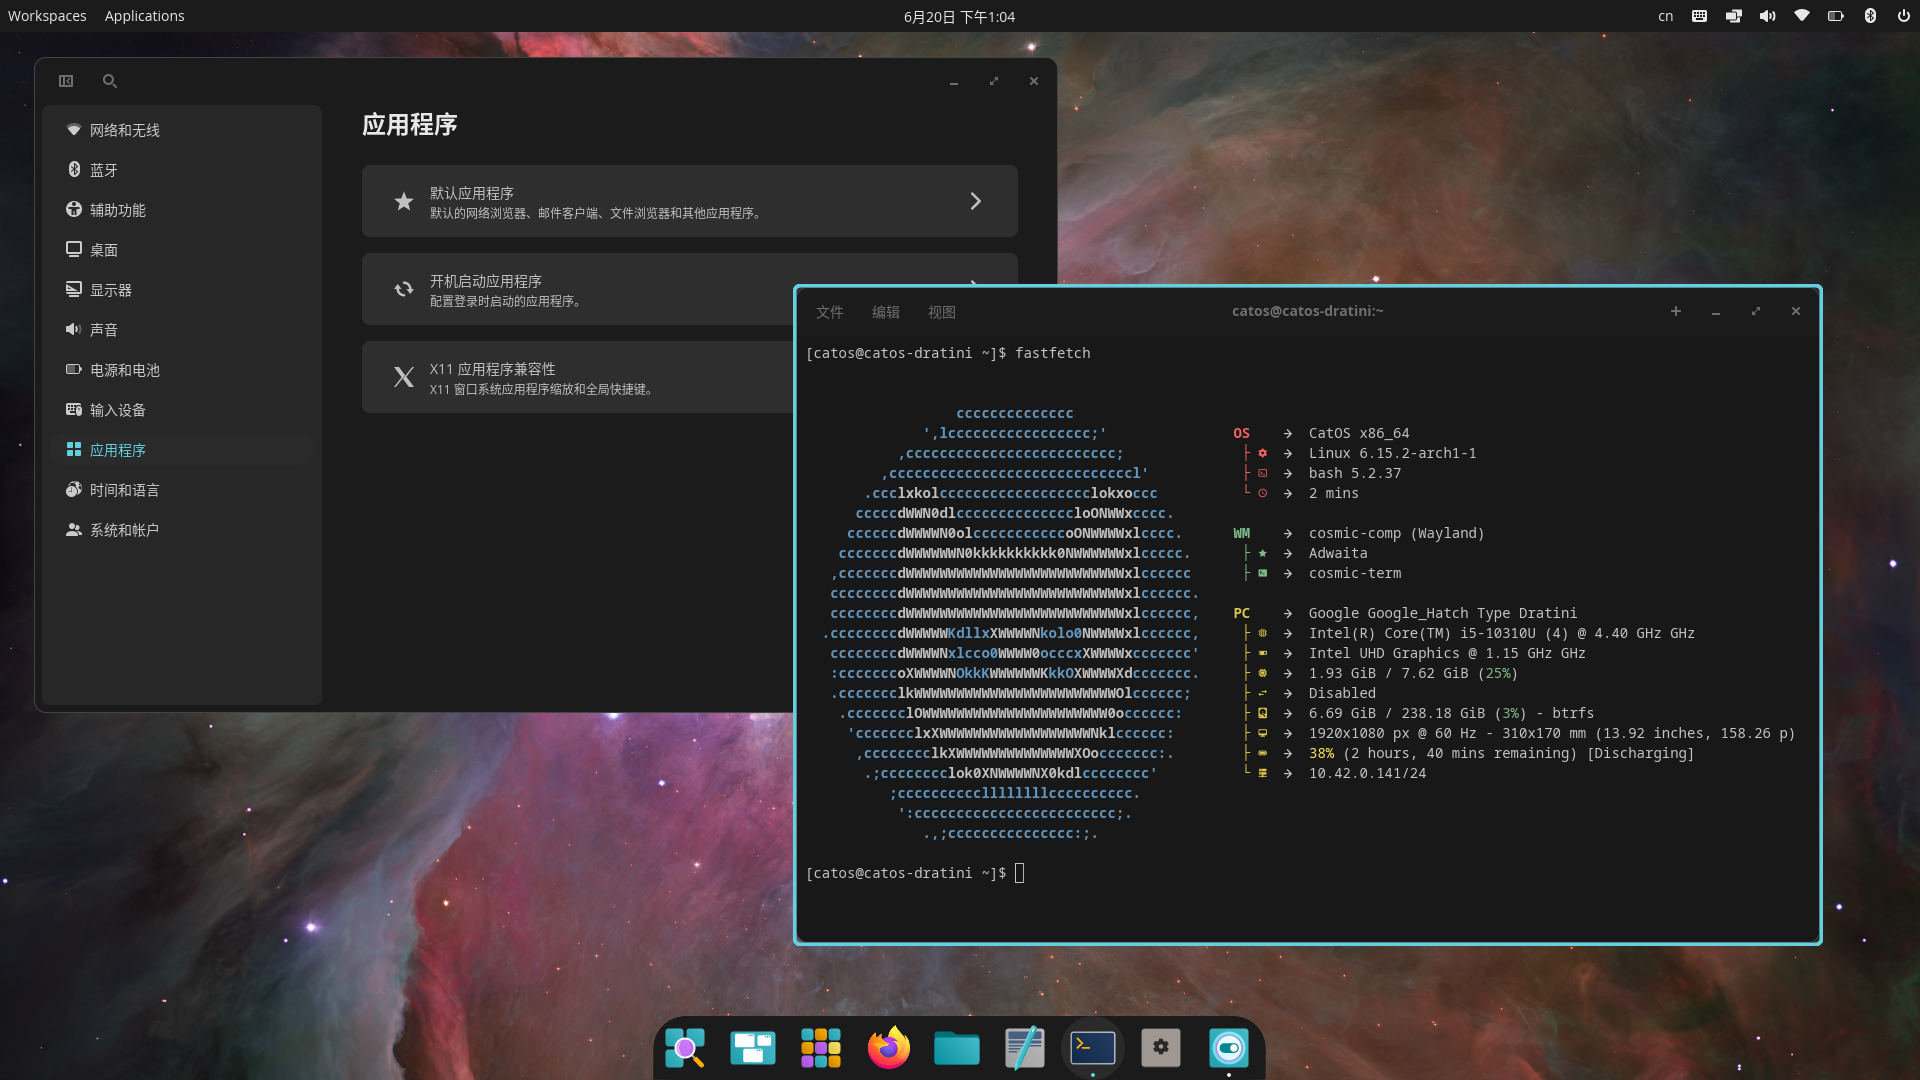 Workspaces Applications 6月20日 下午1:04 cn
网络和无线
蓝牙
辅助功能
桌面
显示器
声音
电源和电池
输入设备
应用程序
时间和语言
系统和帐户
应用程序
默认应用程序
默认的网络浏览器、邮件客户端、文件浏览器和其他应用程序。
开机启动应用程序
配置登录时启动的应用程序。
X11 应用程序兼容性
X11 窗口系统应用程序缩放和全局快捷键。
文件 编辑 视图 catos@catos-dratini:~
[catos@catos-dratini ~]$ fastfetch
OS → CatOS x86_64
→ Linux 6.15.2-arch1-1
→ bash 5.2.37
→ 2 mins
WM → cosmic-comp (Wayland)
→ Adwaita
→ cosmic-term
PC → Google Google_Hatch Type Dratini
→ Intel(R) Core(TM) i5-10310U (4) @ 4.40 GHz GHz
→ Intel UHD Graphics @ 1.15 GHz GHz
→ 1.93 GiB / 7.62 GiB (25%)
→ Disabled
→ 6.69 GiB / 238.18 GiB (3%) - btrfs
→ 1920x1080 px @ 60 Hz - 310x170 mm (13.92 inches, 158.26 p)
→ 38% (2 hours, 40 mins remaining) [Discharging]
→ 10.42.0.141/24
[catos@catos-dratini ~]$